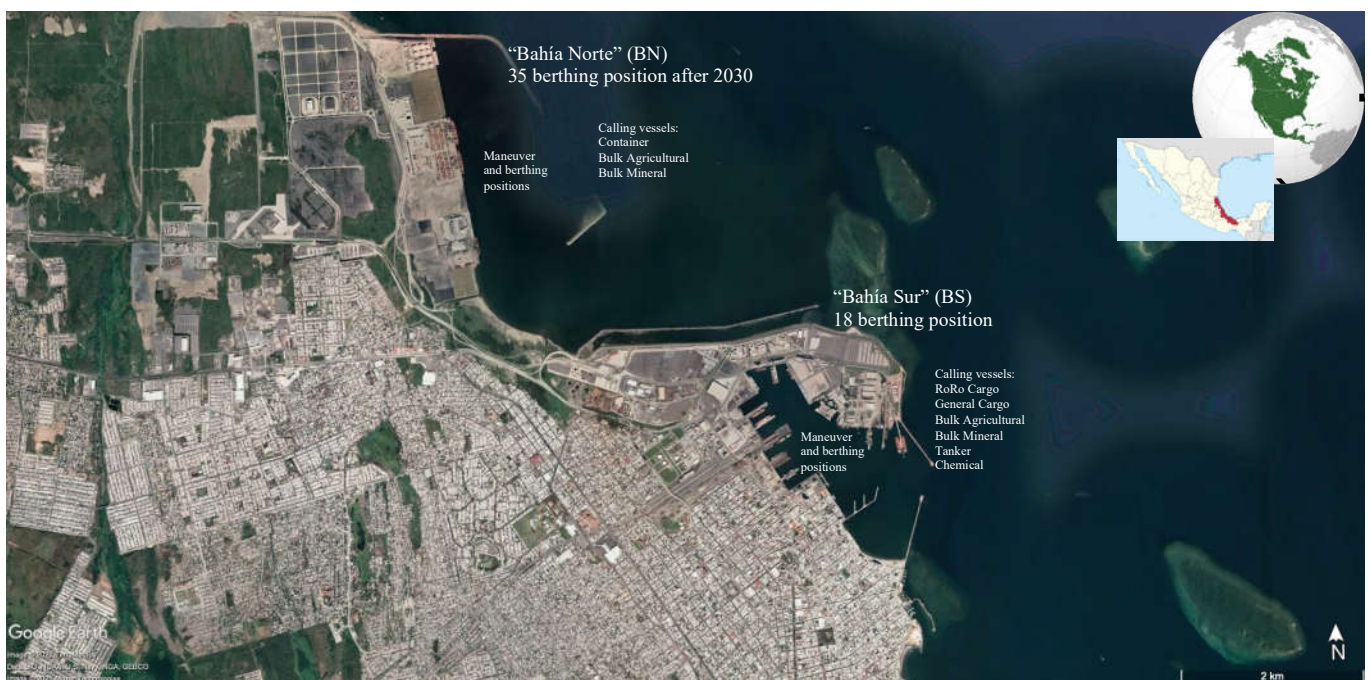 “Bahía Norte” (BN)
35 berthing position after 2030
Calling vessels:
Container
Bulk Agricultural
Bulk Mineral
Maneuver
and berthing
positions
“Bahía Sur” (BS)
18 berthing position
Calling vessels:
RoRo Cargo
General Cargo
Bulk Agricultural
Bulk Mineral
Tanker
Chemical
Maneuver
and berthing
positions
Google Earth
GEBCO
N
2 km